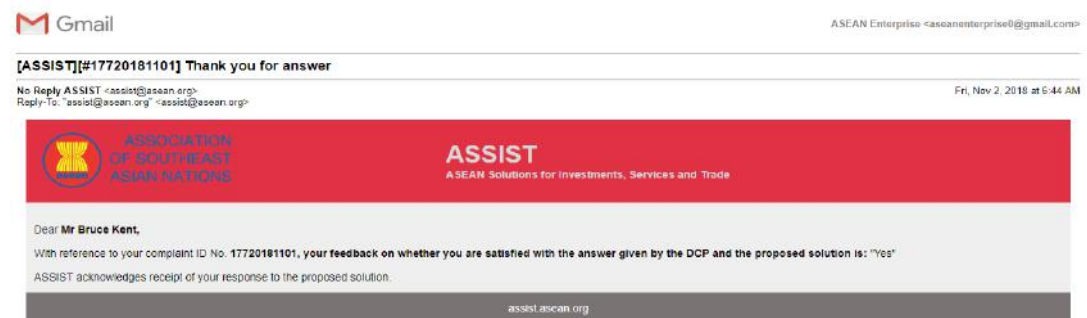 Gmail
ASEAN Enterprise <aseanenterprise0@gmail.com>
[ASSIST][#17720181101] Thank you for answer
No Reply ASSIST <assist@asean.org>
Fri, Nov 2, 2018 at 6:44 AM
Reply-To: "assist@asean.org" <assist@asean.org>
ASSOCIATION
OF SOUTHEAST
ASIAN NATIONS
ASSIST
ASEAN Solutions for Investments, Services and Trade
Dear Mr Bruce Kent,
With reference to your complaint ID No. 17720181101, your feedback on whether you are satisfied with the answer given by the DCP and the proposed solution is: "Yes"
ASSIST acknowledges receipt of your response to the proposed solution.
assist.asean.org